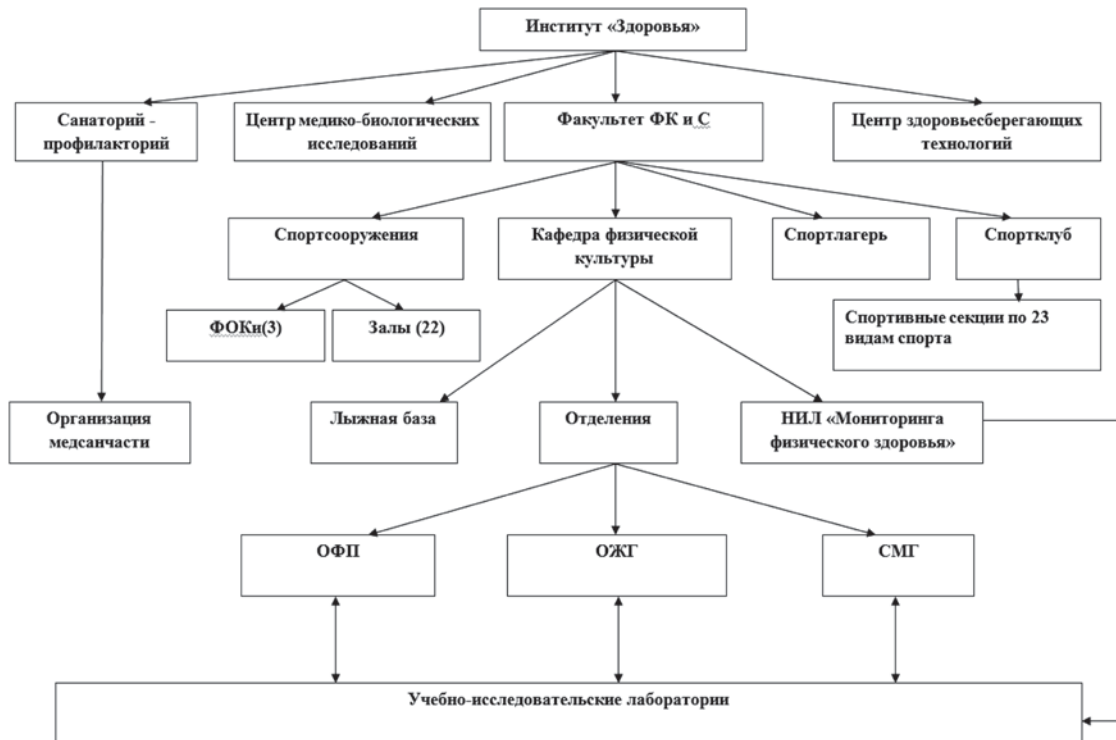 Институт «Здоровья»
Санаторий -
профилакторий
Центр медико-биологических
исследований
Факультет ФК и С
Центр здоровьесберегающих
технологий
Спортсооружения
Кафедра физической
культуры
Спортлагерь
Спортклуб
ФОКи(3)
Залы (22)
Спортивные секции по 23
видам спорта
Организация
медсанчасти
Лыжная база
Отделения
НИЛ «Мониторинга
физического здоровья»
ОФП
ОЖГ
СМГ
Учебно-исследовательские лаборатории